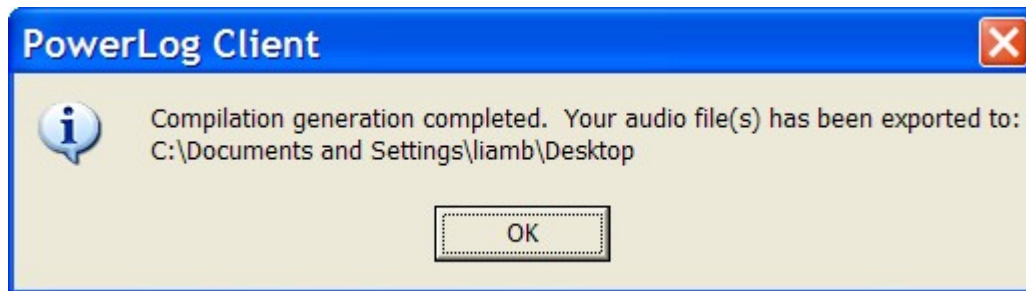 PowerLog Client
Compilation generation completed.  Your audio file(s) has been exported to:
C:\Documents and Settings\liamb\Desktop
OK